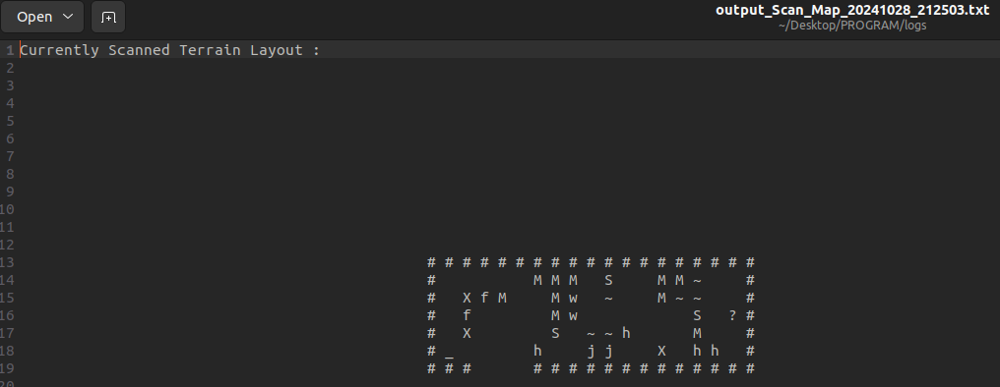 Open
output_Scan_Map_20241028_212503.txt
~/Desktop/PROGRAM/logs
1 Currently Scanned Terrain Layout :
2
3
4
5
6
7
8
9
10
11
12
13 # # # # # # # # # # # # # # # # # # #
14 #           M M M   S     M M ~     #
15 #   X f M     M w   ~     M ~ ~     #
16 #   f         M w             S   ? #
17 #   X         S   ~ ~ h       M     #
18 # _         h     j j     X   h h   #
19 # # #       # # # # # # # # # # # # #
20